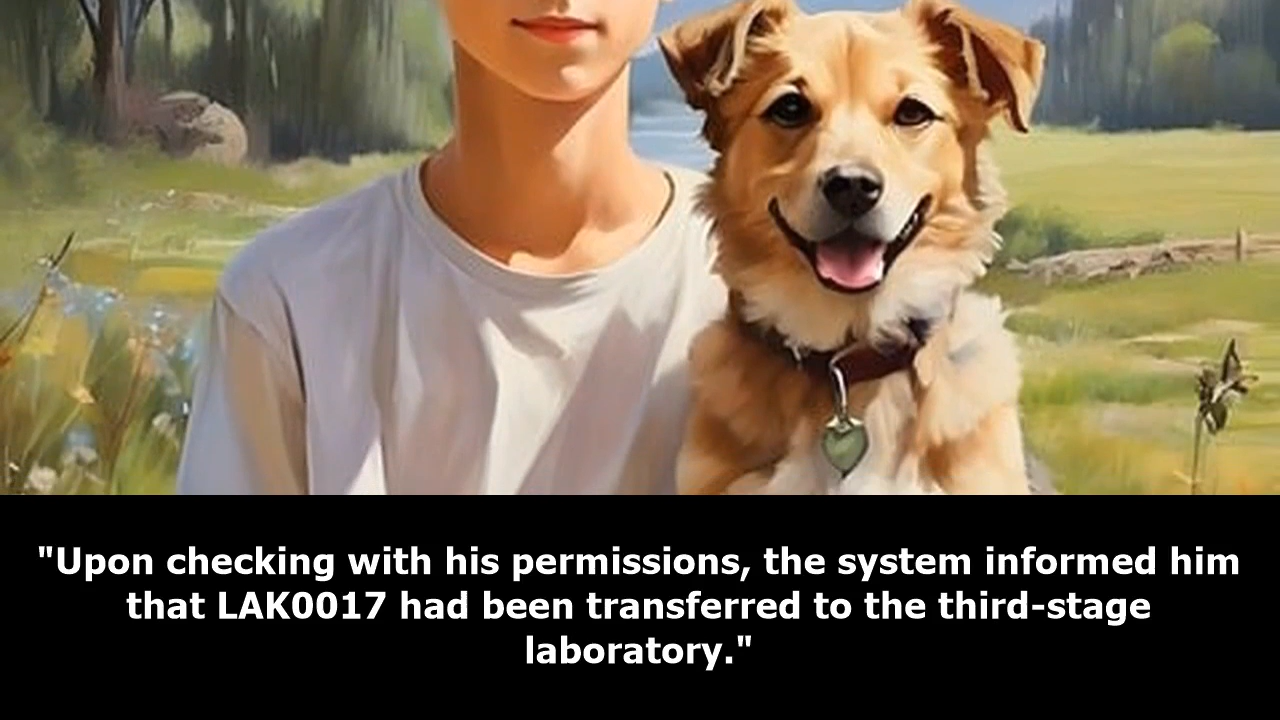 "Upon checking with his permissions, the system informed him
that LAK0017 had been transferred to the third-stage
laboratory."